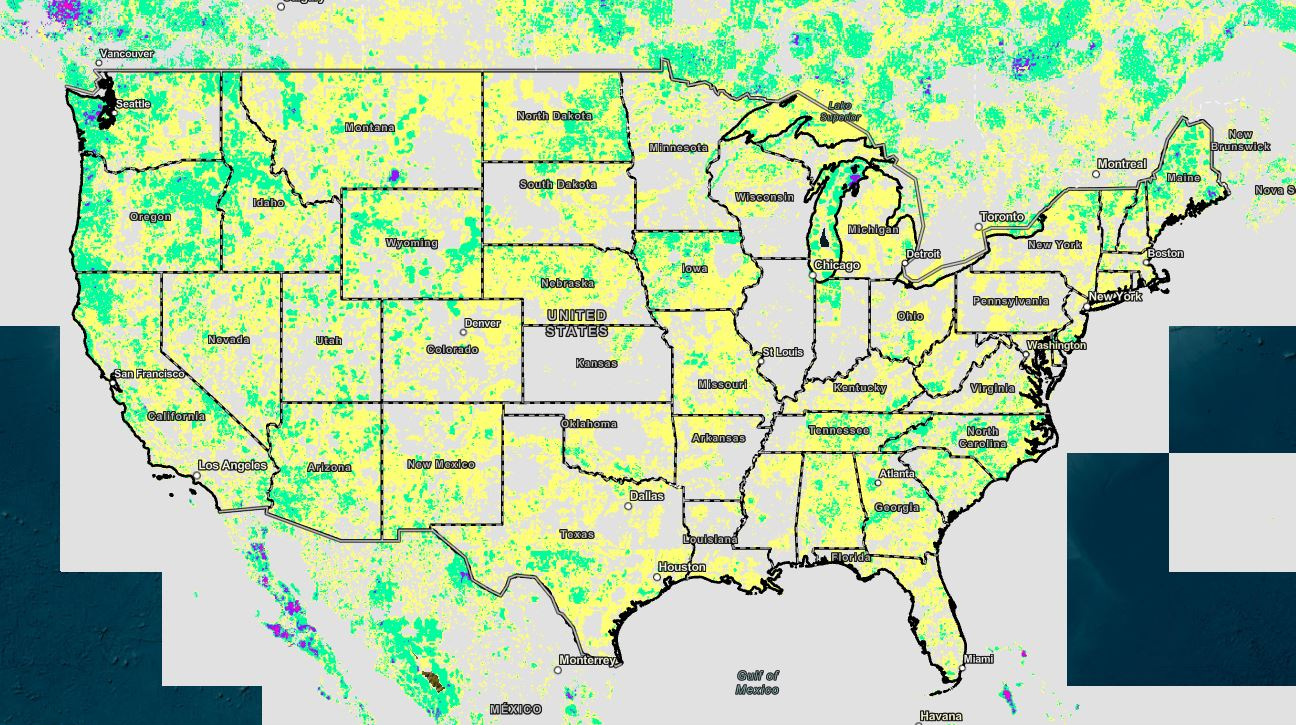 Vancouver
Seattle
Montana
North Dakota
Minnesota
Lake
Superior
Montreal
New
Brunswick
Maine
Nova S
South Dakota
Idaho
Oregon
Wyoming
Wisconsin
Michigan
Toronto
New York
Boston
Detroit
Chicago
Iowa
Nebraska
Pennsylvania
New York
Ohio
UNITED
STATES
Denver
Nevada
Utah
Colorado
Kansas
St Louis
Washington
San Francisco
Missouri
Kentucky
Virginia
California
Oklahoma
Arkansas
Tennessee
North
Carolina
Los Angeles
Arizona
New Mexico
Atlanta
Dallas
Georgia
Texas
Louisiana
Florida
Houston
Monterrey
Miami
Gulf of
Mexico
MÉXICO
Havana